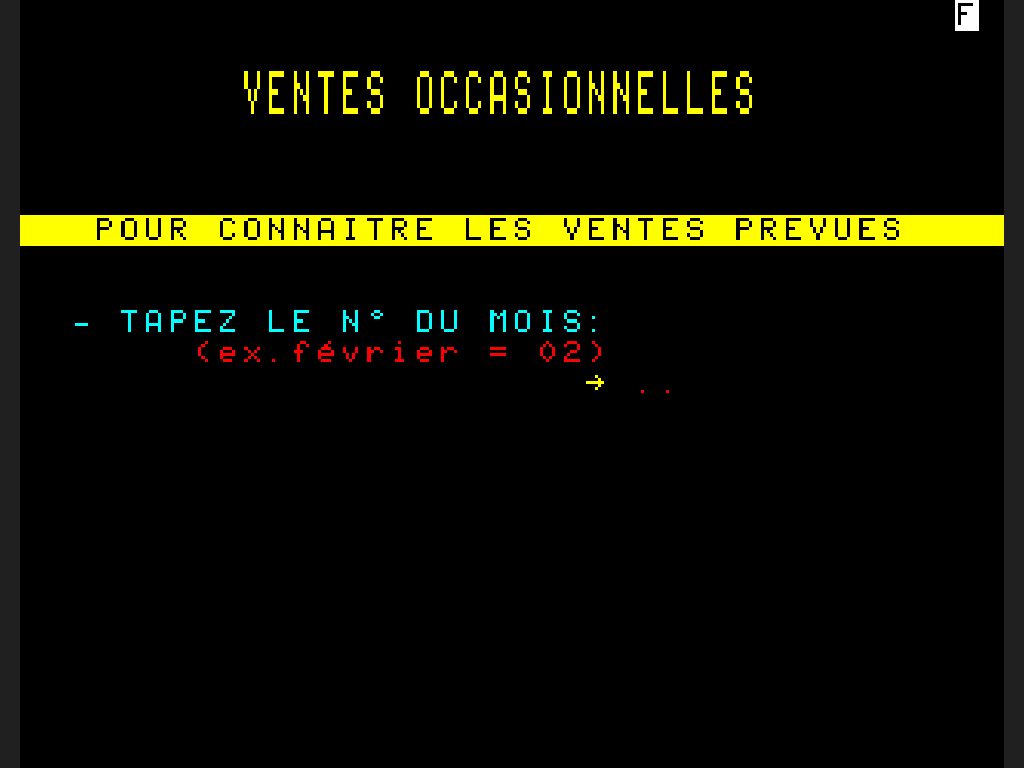 F
VENTES OCCASIONNELLES
POUR CONNAITRE LES VENTES PREVUES
- TAPEZ LE N° DU MOIS:
(ex.février = 02)
→ ..